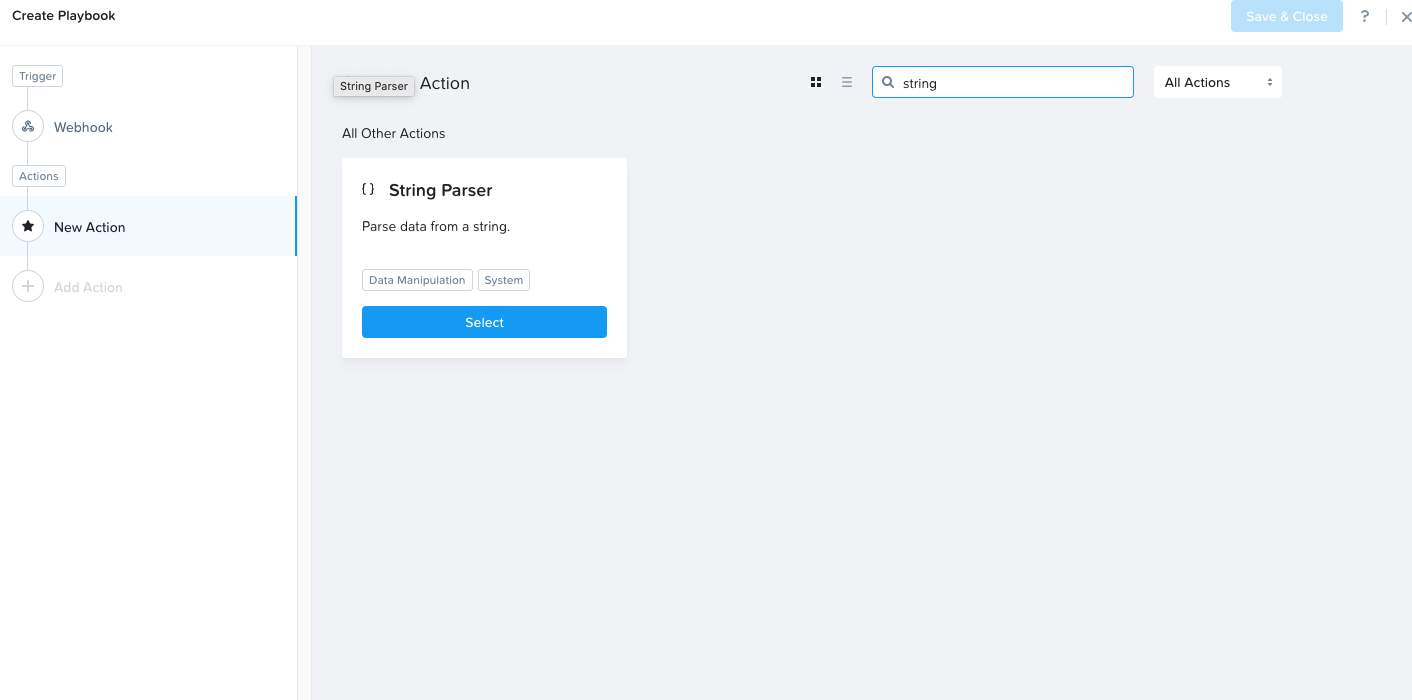 Create Playbook
Save & Close
?
Trigger
Webhook
Actions
New Action
Add Action
String Parser
Action
string
All Actions
All Other Actions
{ } String Parser
Parse data from a string.
Data Manipulation
System
Select